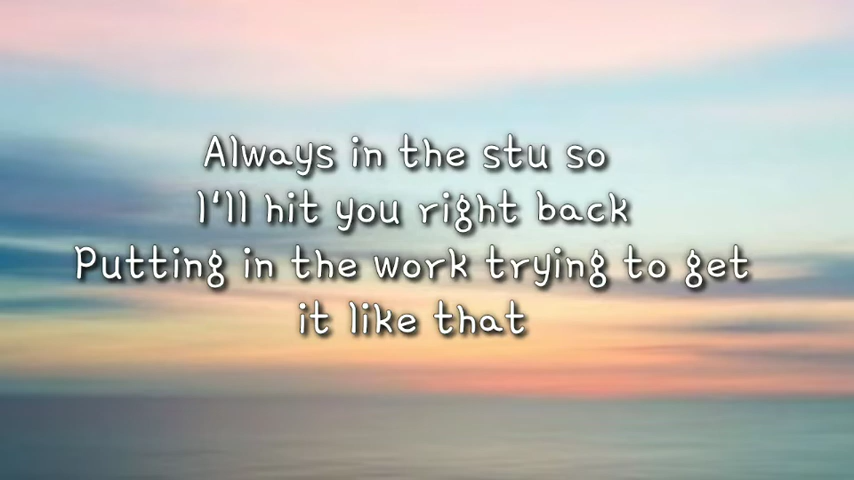 Always in the stu so
I'll hit you right back
Putting in the work trying to get
it like that